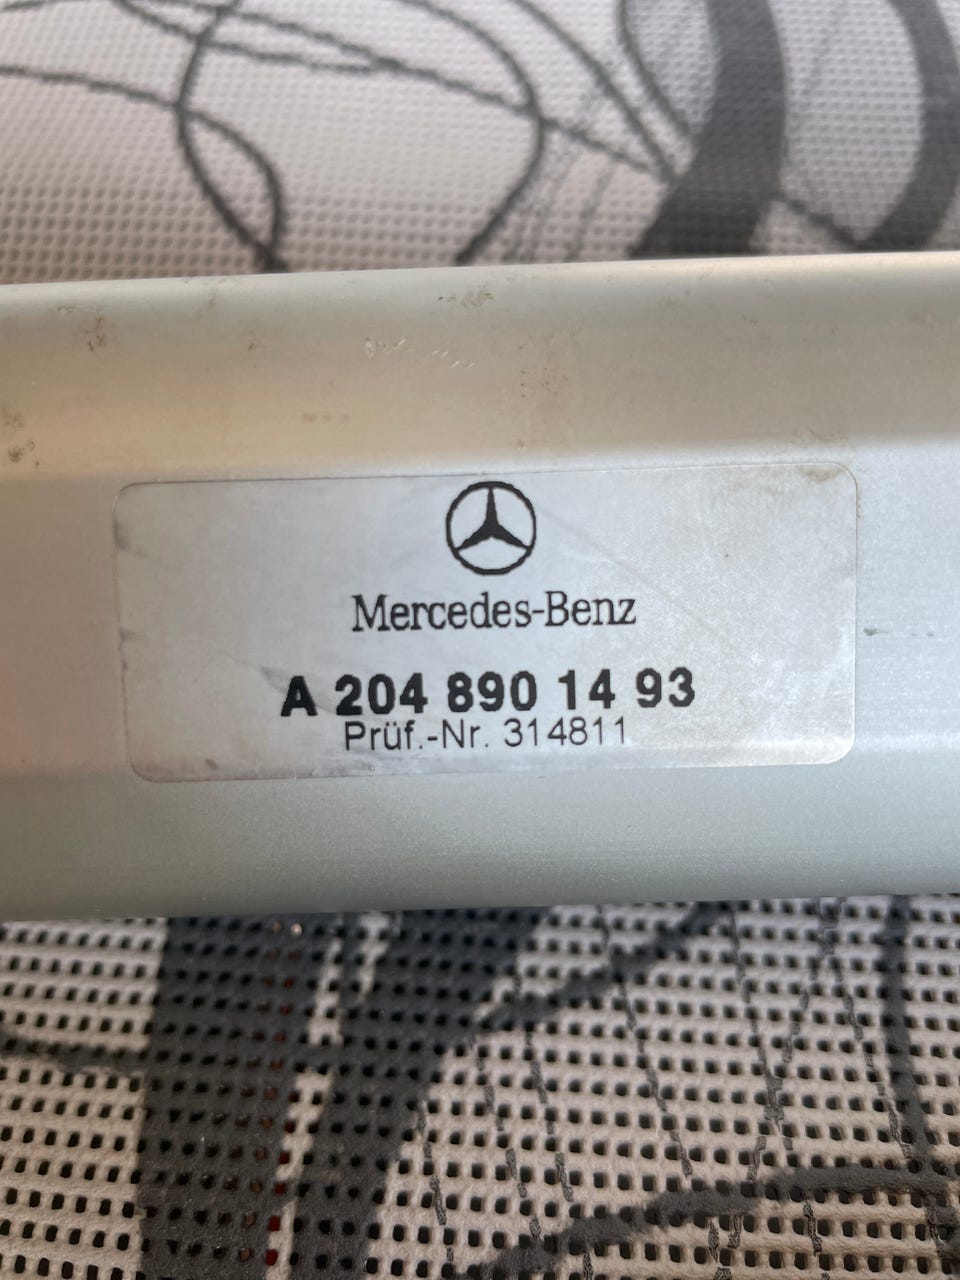 Mercedes-Benz
A 204 890 14 93
Prüf.-Nr. 314811